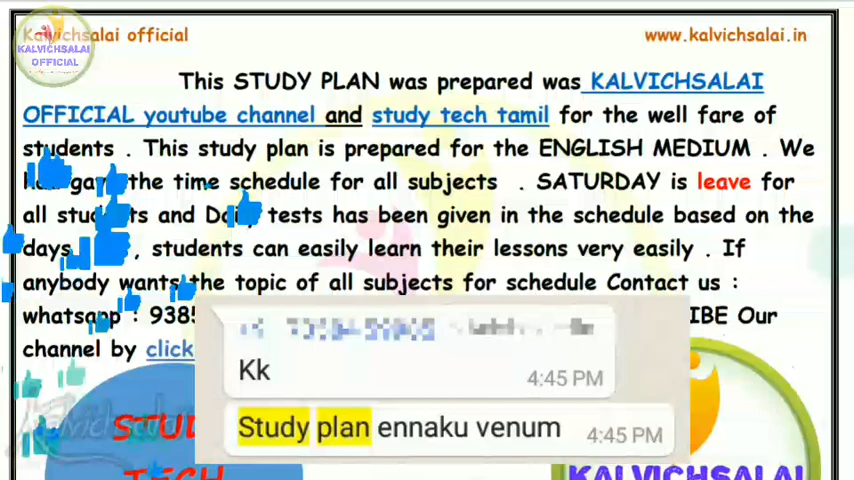 Kalvichsalai official
www.kalvichsalai.in
KALVICHSALAI
OFFICIAL
This STUDY PLAN was prepared was KALVICHSALAI
OFFICIAL youtube channel and study tech tamil for the well fare of
students . This study plan is prepared for the ENGLISH MEDIUM . We
the time schedule for all subjects . SATURDAY is leave for
all students and Daily tests has been given in the schedule based on the
days , students can easily learn their lessons very easily . If
anybody wants the topic of all subjects for schedule Contact us :
whatsapp : 9385 IBE Our
channel by click
Kk
4:45 PM
Study plan ennaku venum 4:45 PM
STUD
TECH
KALVICHSALAI